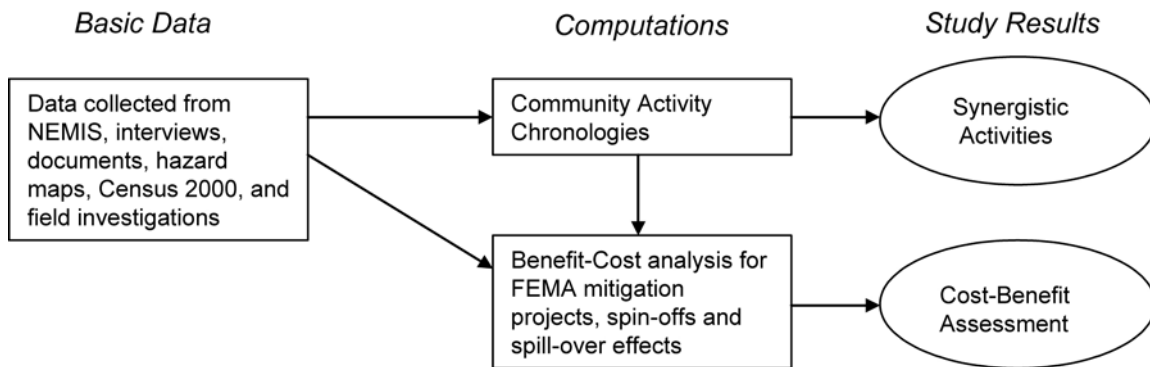 Basic Data
Computations
Study Results
Data collected from
NEMIS, interviews,
documents, hazard
maps, Census 2000, and
field investigations
Community Activity
Chronologies
Synergistic
Activities
Benefit-Cost analysis for
FEMA mitigation
projects, spin-offs and
spill-over effects
Cost-Benefit
Assessment